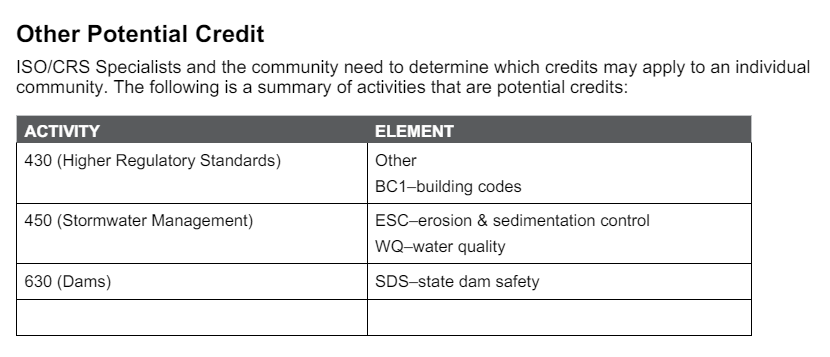 Other Potential Credit
ISO/CRS Specialists and the community need to determine which credits may apply to an individual
community. The following is a summary of activities that are potential credits:
ACTIVITY ELEMENT
430 (Higher Regulatory Standards) Other
BC1–building codes
450 (Stormwater Management) ESC–erosion & sedimentation control
WQ–water quality
630 (Dams) SDS–state dam safety